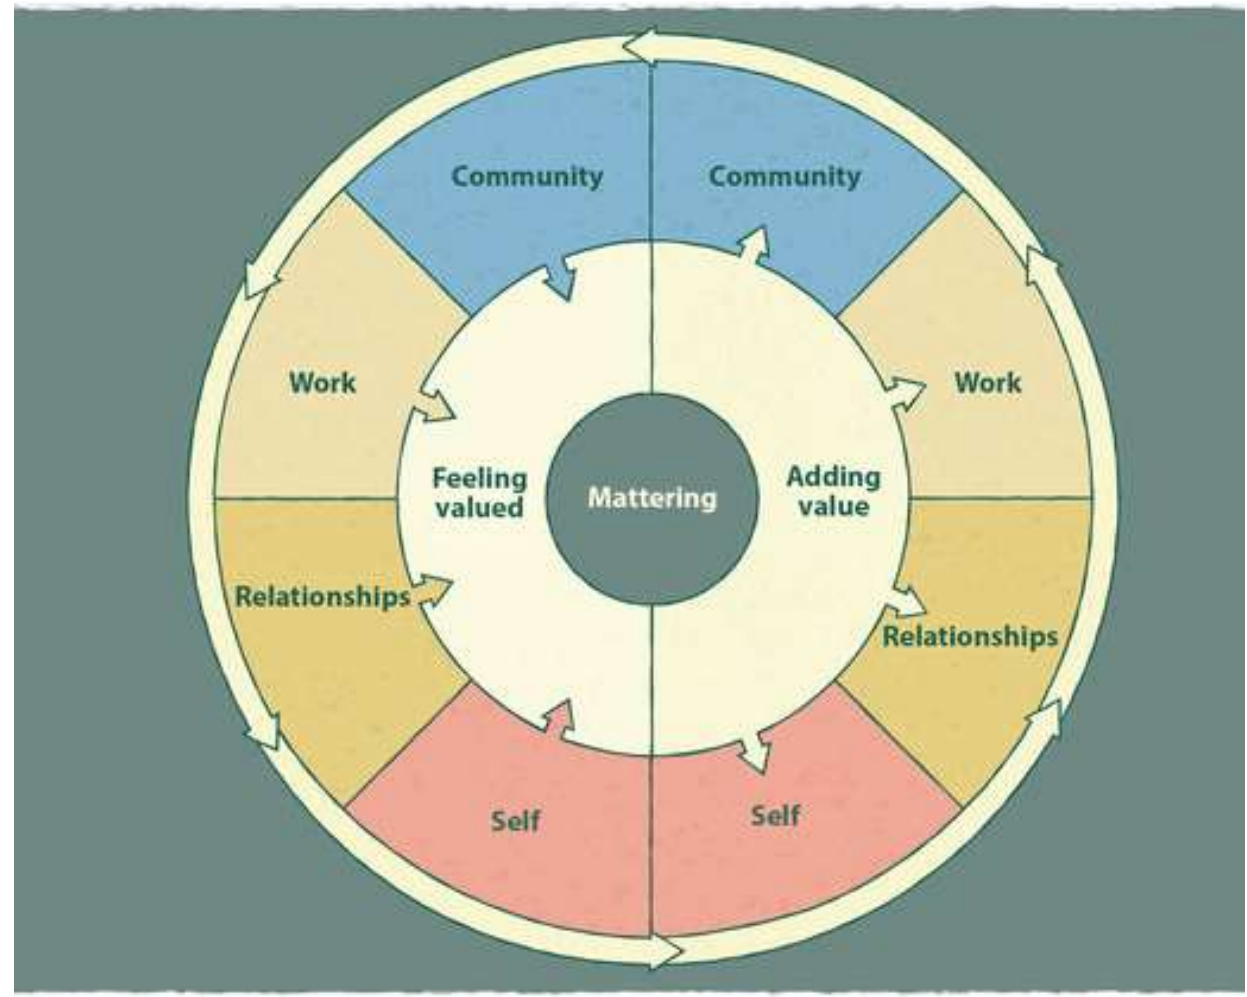 Community
Community
Work
Work
Feeling
valued
Mattering
Adding
value
Relationships
Relationships
Self
Self